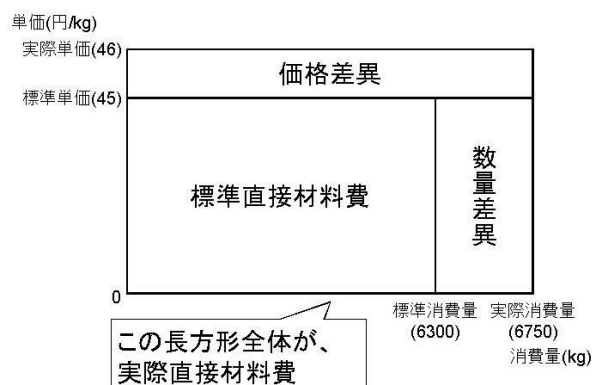 単価(円/kg)
実際単価(46)
価格差異
標準単価(45)
標準直接材料費
数量差異
0
標準消費量
(6300)
実際消費量
(6750)
消費量(kg)
この長方形全体が、
実際直接材料費